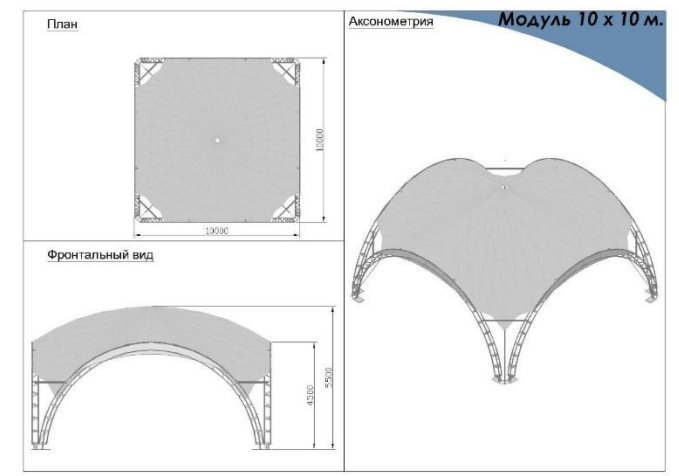 План
Аксонометрия
Модуль 10 х 10 м.
10000
10000
Фронтальный вид
4500
5500